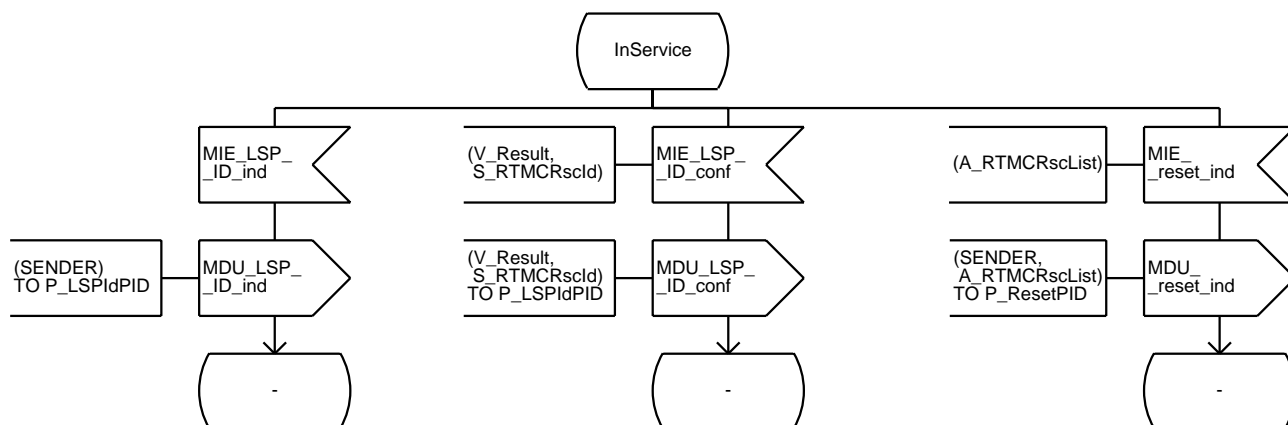 InService
MIE_LSP_
_ID_ind
(V_Result,
S_RTMCRscId)
MIE_LSP_
_ID_conf
(A_RTMCRscList)
MIE_
_reset_ind
(SENDER)
TO P_LSPIdPID
MDU_LSP_
_ID_ind
(V_Result,
S_RTMCRscId)
TO P_LSPIdPID
MDU_LSP_
_ID_conf
(SENDER,
A_RTMCRscList)
TO P_ResetPID
MDU_
_reset_ind
-
-
-